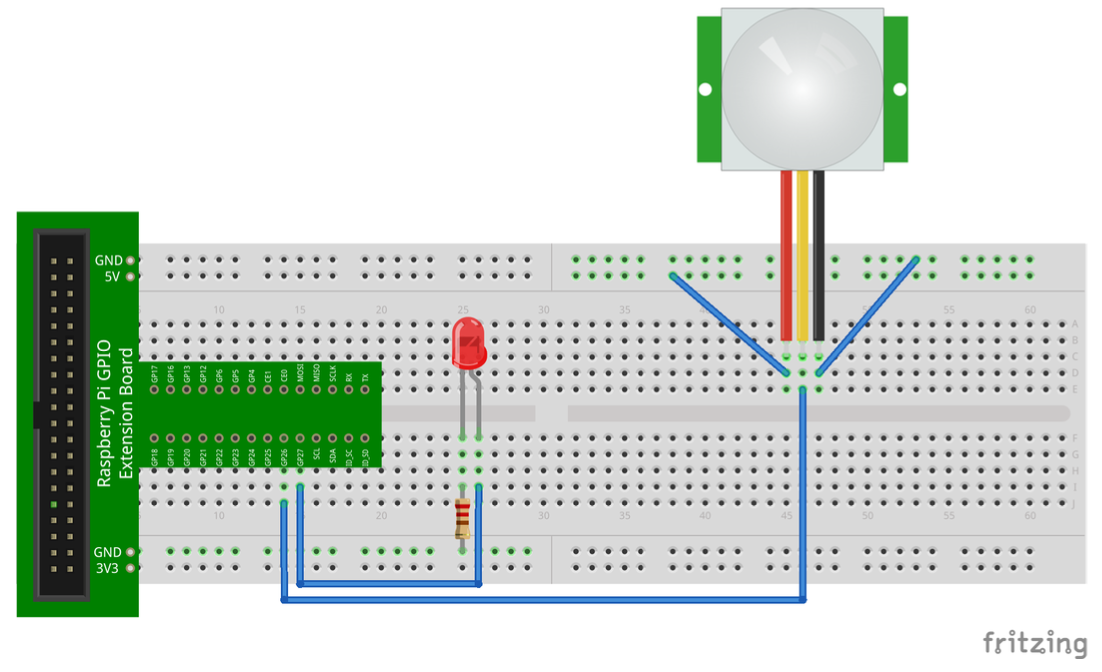 GND
5V
10 15 20 25 30 35 40 45 50 55 60
A
B
C
D
E
Raspberry Pi GPIO
Extension Board
GP17 GP16 GP13 GP12 GP6 GP5 GP4 CE1 CE0 MOSI MISO SCLK RX TX
GP18 GP19 GP20 GP21 GP22 GP23 GP24 GP25 GP26 GP27 SCL SDA ID_SC ID_SD
F
G
H
I
J
10 20 30 35 40 45 50 55 60
GND
3V3
fritzing